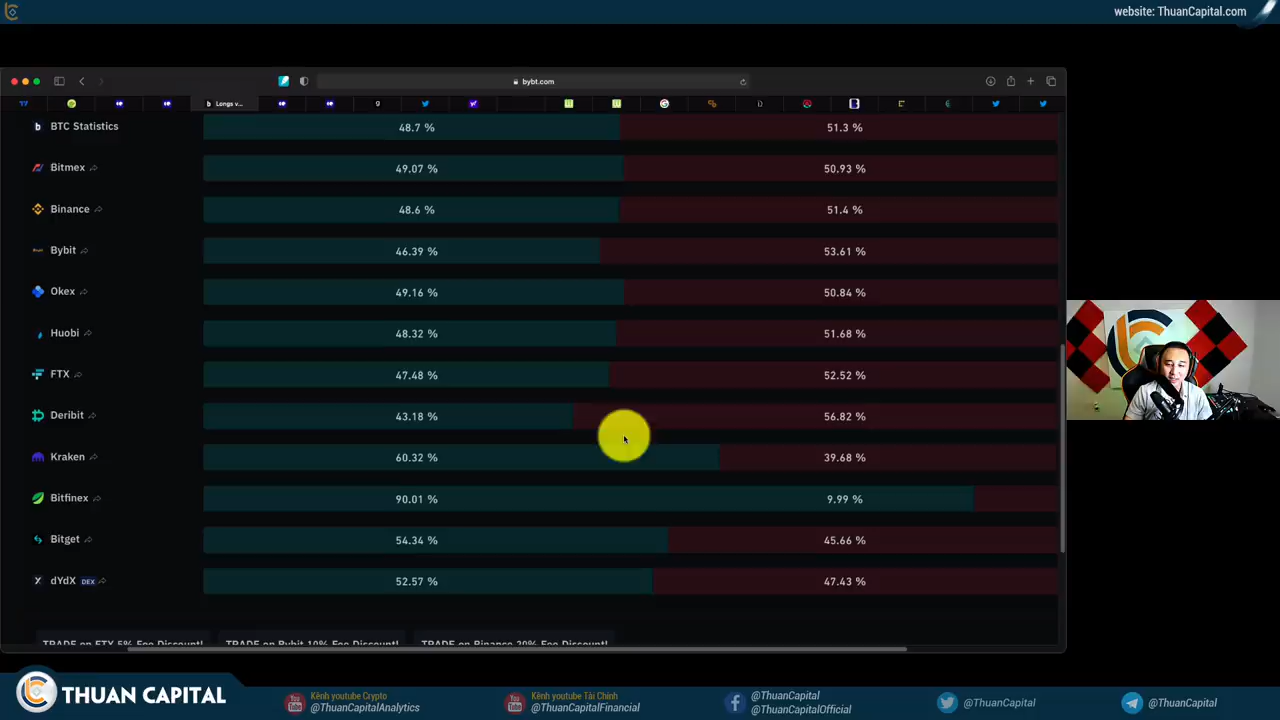 website: ThuanCapital.com
bybt.com
Longs v...
BTC Statistics 48.7 % 51.3 %
Bitmex 49.07 % 50.93 %
Binance 48.6 % 51.4 %
Bybit 46.39 % 53.61 %
Okex 49.16 % 50.84 %
Huobi 48.32 % 51.68 %
FTX 47.48 % 52.52 %
Deribit 43.18 % 56.82 %
Kraken 60.32 % 39.68 %
Bitfinex 90.01 % 9.99 %
Bitget 54.34 % 45.66 %
dYdX DEX 52.57 % 47.43 %
TRADE on FTX 5% Fee Discount! TRADE on Bybit 10% Fee Discount! TRADE on Binance 20% Fee Discount!
THUAN CAPITAL
Kênh youtube Crypto
@ThuanCapitalAnalytics
Kênh youtube Tài Chính
@ThuanCapitalFinancial
@ThuanCapital
@ThuanCapitalOfficial
@ThuanCapital
@ThuanCapital